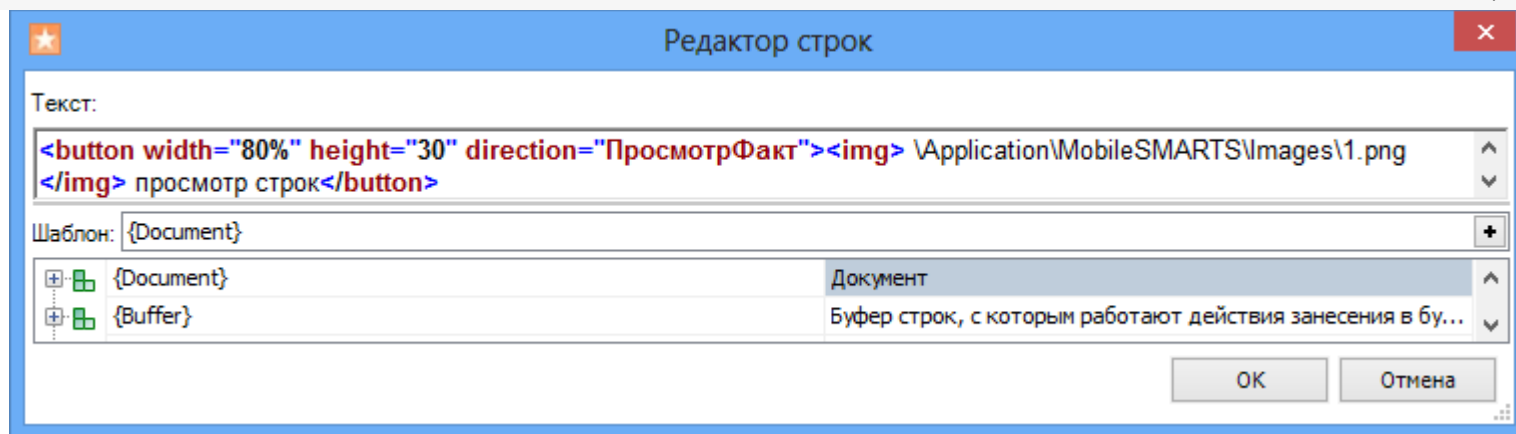 Редактор строк
Текст:
<button width="80%" height="30" direction="ПросмотрФакт"><img> \Application\MobileSMARTS\Images\1.png
</img> просмотр строк</button>
Шаблон: {Document}
{Document} Документ
{Buffer} Буфер строк, с которым работают действия занесения в бу...
ОК Отмена